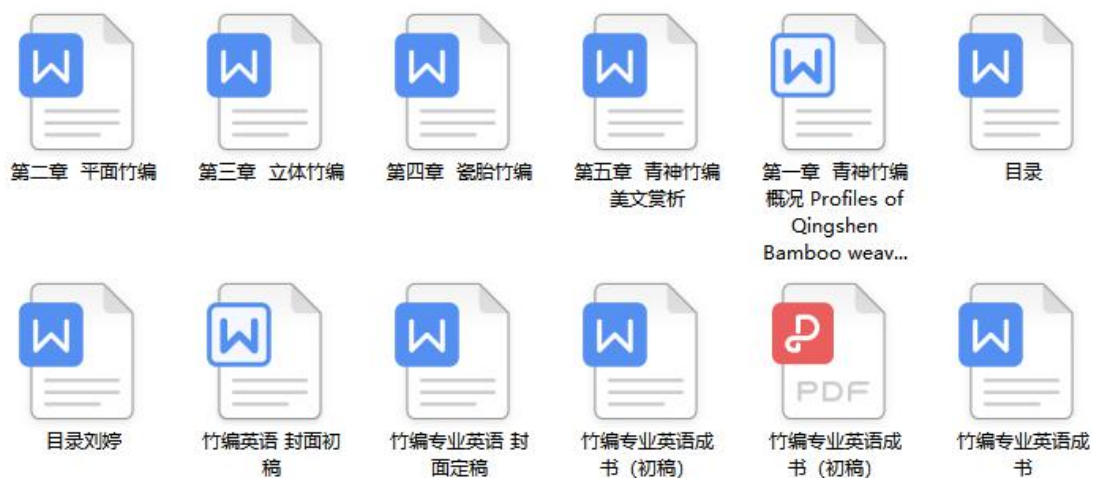 第二章 平面竹编
第三章 立体竹编
第四章 瓷胎竹编
第五章 青神竹编
美文赏析
第一章 青神竹编
概况 Profiles of
Qingshen
Bamboo weav...
目录
目录刘婷
竹编英语 封面初
稿
竹编专业英语 封
面定稿
竹编专业英语成
书（初稿）
PDF
竹编专业英语成
书（初稿）
竹编专业英语成
书